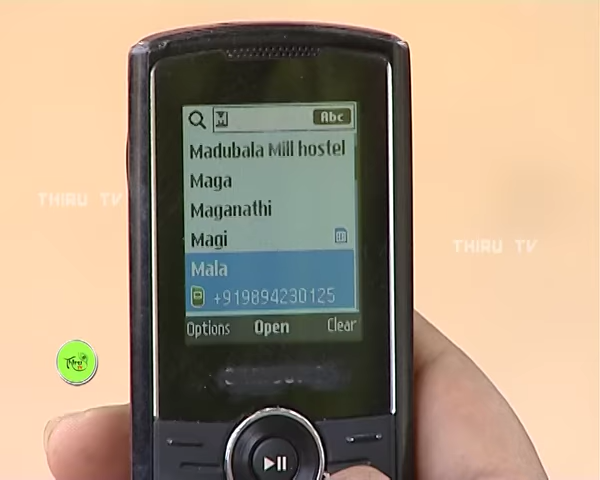 M
Abc
Madubala Mill hostel
Maga
Maganathi
Magi
Mala
+919894230125
Options Open Clear
THIRU TV
THIRU TV